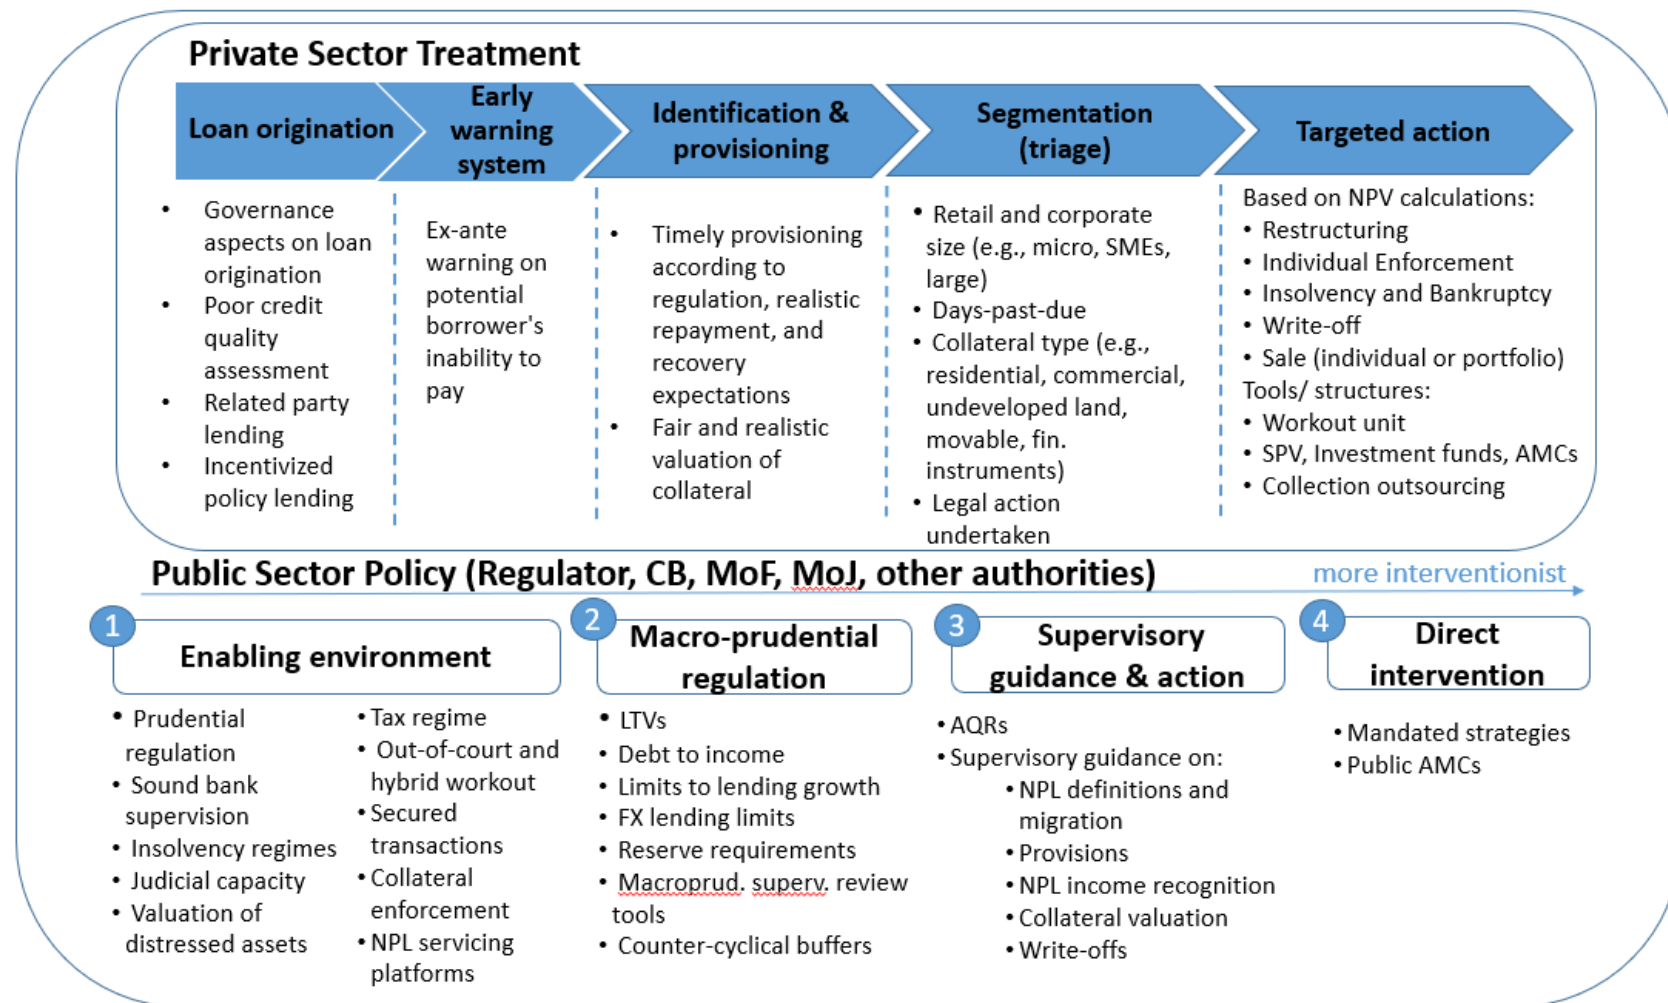 Private Sector Treatment
Loan origination
Early
warning
system
Identification &
provisioning
Segmentation
(triage)
Targeted action
• Governance
aspects on loan
origination
• Poor credit
quality
assessment
• Related party
lending
• Incentivized
policy lending
Ex-ante
warning on
potential
borrower's
inability to
pay
• Timely provisioning
according to
regulation, realistic
repayment, and
recovery
expectations
• Fair and realistic
valuation of
collateral
• Retail and corporate
size (e.g., micro, SMEs,
large)
• Days-past-due
• Collateral type (e.g.,
residential, commercial,
undeveloped land,
movable, fin.
instruments)
• Legal action
undertaken
Based on NPV calculations:
• Restructuring
• Individual Enforcement
• Insolvency and Bankruptcy
• Write-off
• Sale (individual or portfolio)
Tools/ structures:
• Workout unit
• SPV, Investment funds, AMCs
• Collection outsourcing
Public Sector Policy (Regulator, CB, MoF, MoJ, other authorities)
more interventionist
1
Enabling environment
• Prudential
regulation
• Sound bank
supervision
• Insolvency regimes
• Judicial capacity
• Valuation of
distressed assets
• Tax regime
• Out-of-court and
hybrid workout
• Secured
transactions
• Collateral
enforcement
• NPL servicing
platforms
2
Macro-prudential
regulation
• LTVs
• Debt to income
• Limits to lending growth
• FX lending limits
• Reserve requirements
• Macroprud. superv. review
tools
• Counter-cyclical buffers
3
Supervisory
guidance & action
• AQRs
• Supervisory guidance on:
• NPL definitions and
migration
• Provisions
• NPL income recognition
• Collateral valuation
• Write-offs
4
Direct
intervention
• Mandated strategies
• Public AMCs